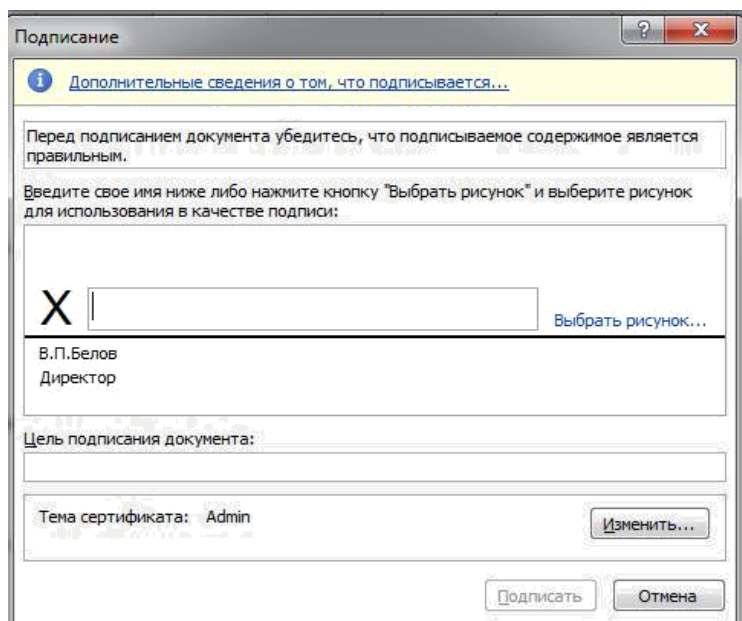 Подписание
Дополнительные сведения о том, что подписывается...
Перед подписанием документа убедитесь, что подписываемое содержимое является
правильным.
Введите свое имя ниже либо нажмите кнопку "Выбрать рисунок" и выберите рисунок
для использования в качестве подписи:
X
Выбрать рисунок...
В.П.Белов
Директор
Цель подписания документа:
Тема сертификата: Admin
Изменить...
Подписать
Отмена